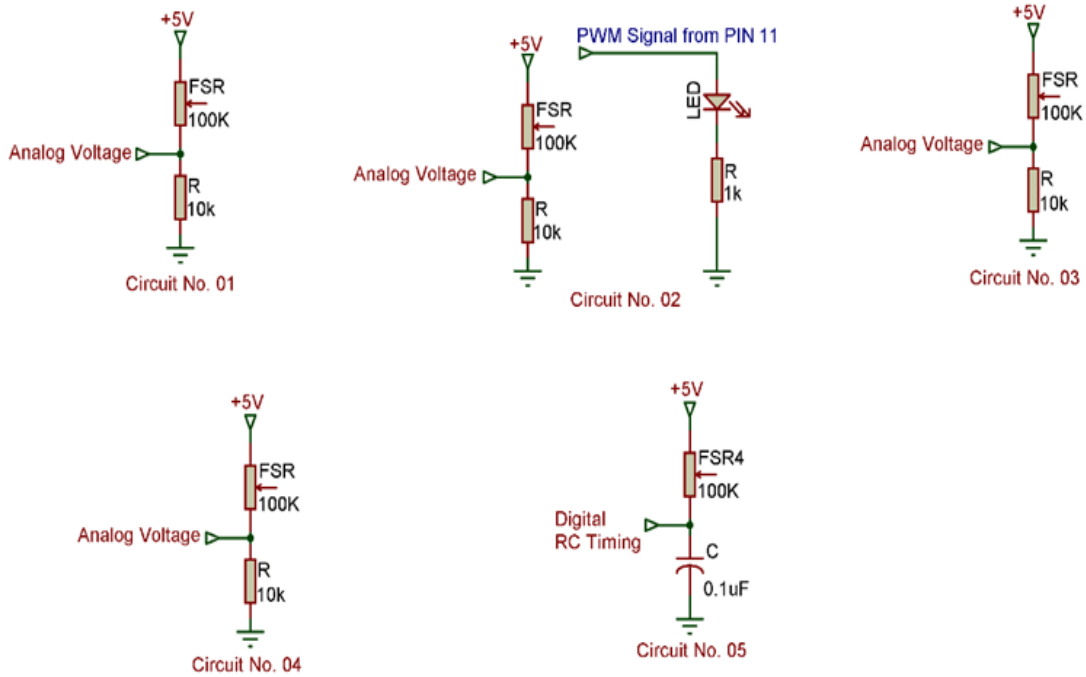 +5V
FSR
100K
Analog Voltage
R
10k
Circuit No. 01
PWM Signal from PIN 11
+5V
LED
FSR
100K
Analog Voltage
R
1k
R
10k
Circuit No. 02
+5V
FSR
100K
Analog Voltage
R
10k
Circuit No. 03
+5V
FSR
100K
Analog Voltage
R
10k
Circuit No. 04
+5V
FSR4
100K
Digital
RC Timing
C
0.1uF
Circuit No. 05